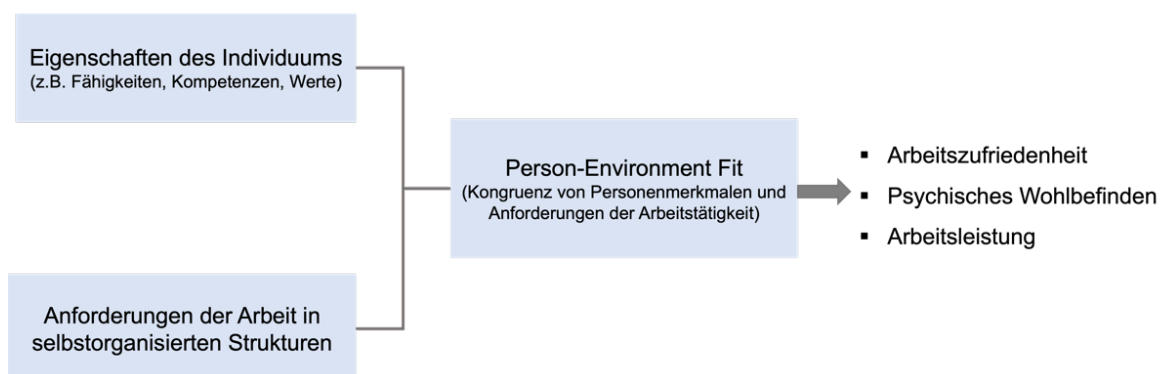 Eigenschaften des Individuums
(z.B. Fähigkeiten, Kompetenzen, Werte)
Person-Environment Fit
(Kongruenz von Personenmerkmalen und
Anforderungen der Arbeitstätigkeit)
▪ Arbeitszufriedenheit
▪ Psychisches Wohlbefinden
▪ Arbeitsleistung
Anforderungen der Arbeit in
selbstorganisierten Strukturen